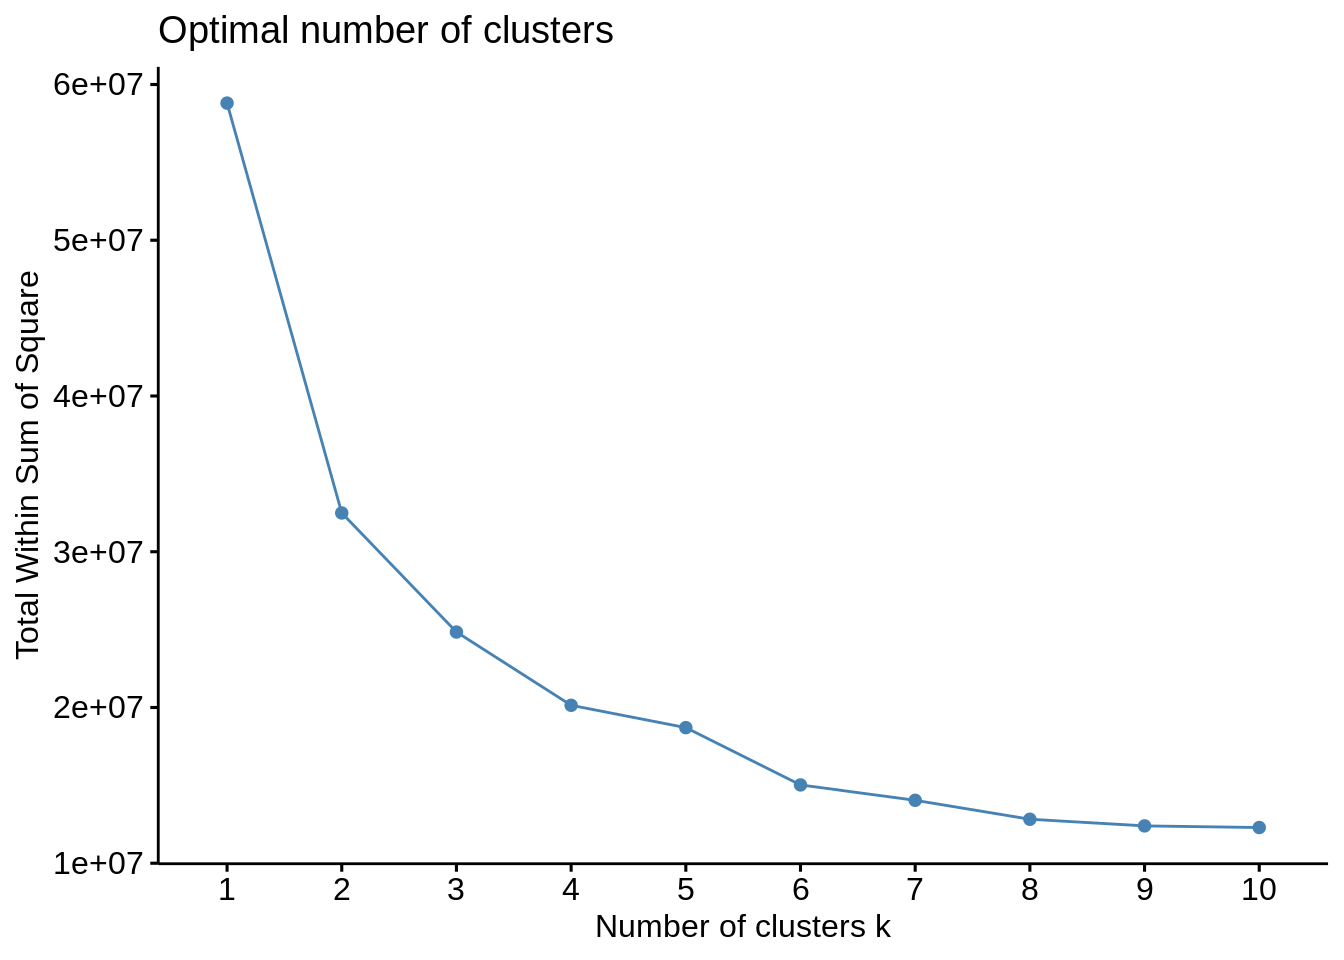 Optimal number of clusters
6e+07
5e+07
4e+07
3e+07
2e+07
1e+07
Total Within Sum of Square
1 2 3 4 5 6 7 8 9 10
Number of clusters k